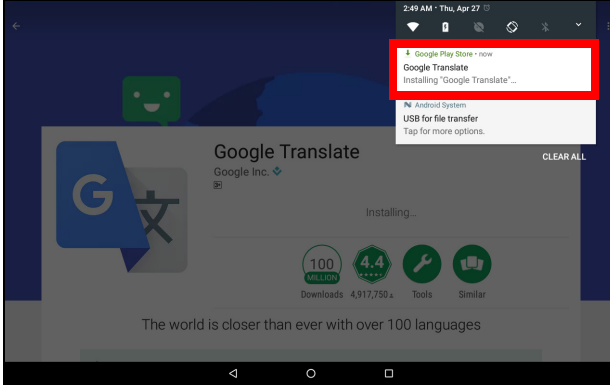 2:49 AM • Thu, Apr 27
Google Play Store • now
Google Translate
Installing "Google Translate"...
Android System
USB for file transfer
Tap for more options.
CLEAR ALL
G 文
Google Translate
Google Inc.
Installing...
100
MILLION
4.4
Downloads
4,917,750
Tools
Similar
The world is closer than ever with over 100 languages